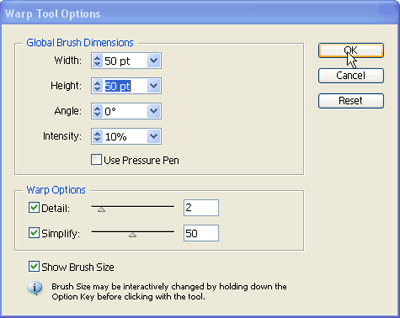 Warp Tool Options
Global Brush Dimensions
Width: 50 pt
Height: 50 pt
Angle: 0°
Intensity: 10%
Use Pressure Pen
OK
Cancel
Reset
Warp Options
Detail: 2
Simplify: 50
Show Brush Size
Brush Size may be interactively changed by holding down the
Option Key before clicking with the tool.